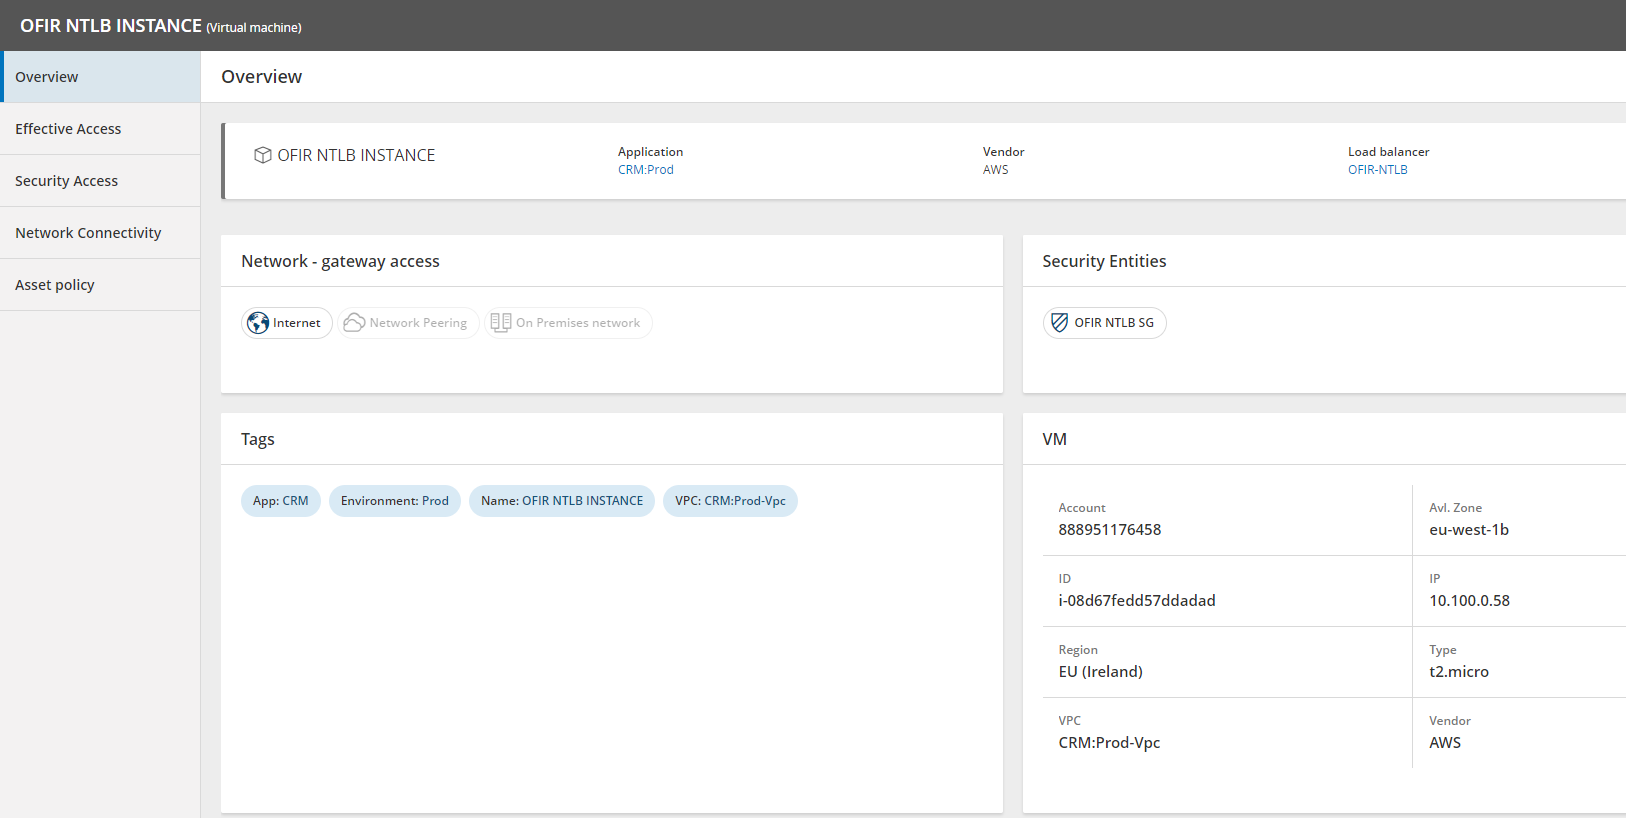 OFIR NTLB INSTANCE (Virtual machine)
Overview
Effective Access
Security Access
Network Connectivity
Asset policy
Overview
OFIR NTLB INSTANCE
Application
CRM:Prod
Vendor
AWS
Load balancer
OFIR-NTLB
Network - gateway access
Internet
Network Peering
On Premises network
Security Entities
OFIR NTLB SG
Tags
App: CRM
Environment: Prod
Name: OFIR NTLB INSTANCE
VPC: CRM:Prod-Vpc
VM
Account
888951176458
Avl. Zone
eu-west-1b
ID
i-08d67fedd57ddadad
IP
10.100.0.58
Region
EU (Ireland)
Type
t2.micro
VPC
CRM:Prod-Vpc
Vendor
AWS